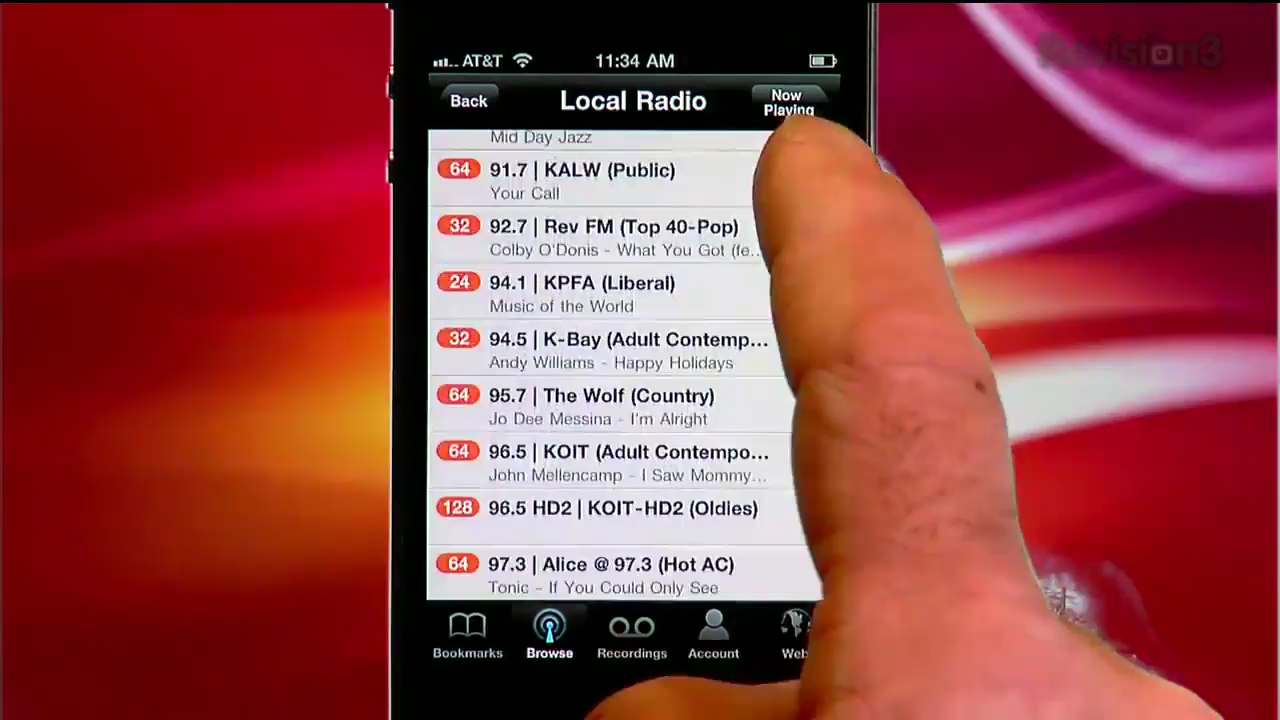 Revision3
AT&T 11:34 AM
Back Local Radio Now
Playing
Mid Day Jazz
64 91.7 | KALW (Public)
Your Call
32 92.7 | Rev FM (Top 40-Pop)
Colby O'Donis - What You Got (fe...
24 94.1 | KPFA (Liberal)
Music of the World
32 94.5 | K-Bay (Adult Contemp...
Andy Williams - Happy Holidays
64 95.7 | The Wolf (Country)
Jo Dee Messina - I'm Alright
64 96.5 | KOIT (Adult Contempo...
John Mellencamp - I Saw Mommy...
128 96.5 HD2 | KOIT-HD2 (Oldies)
64 97.3 | Alice @ 97.3 (Hot AC)
Tonic - If You Could Only See
Bookmarks Browse Recordings Account Web